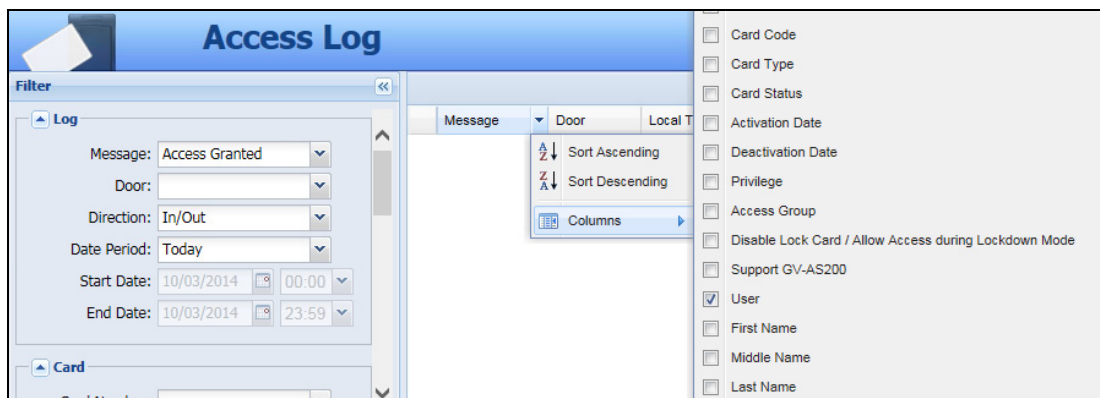 Access Log
Filter
Log
Message: Access Granted
Door:
Direction: In/Out
Date Period: Today
Start Date: 10/03/2014 00:00
End Date: 10/03/2014 23:59
Card
Message Door Local T
A Z Sort Ascending
Z A Sort Descending
Columns
Card Code
Card Type
Card Status
Activation Date
Deactivation Date
Privilege
Access Group
Disable Lock Card / Allow Access during Lockdown Mode
Support GV-AS200
User
First Name
Middle Name
Last Name